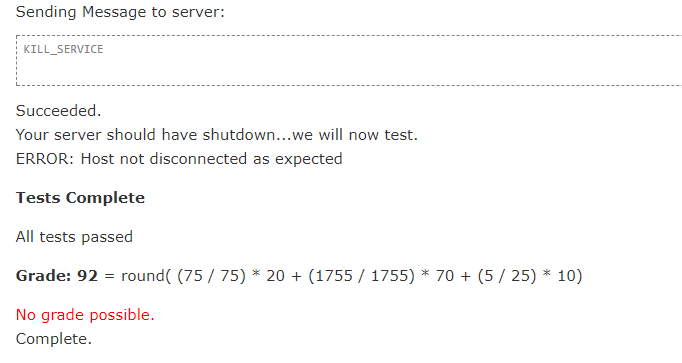 Sending Message to server:
KILL_SERVICE
Succeeded.
Your server should have shutdown...we will now test.
ERROR: Host not disconnected as expected
Tests Complete
All tests passed
Grade: 92 = round( (75 / 75) * 20 + (1755 / 1755) * 70 + (5 / 25) * 10)
No grade possible.
Complete.